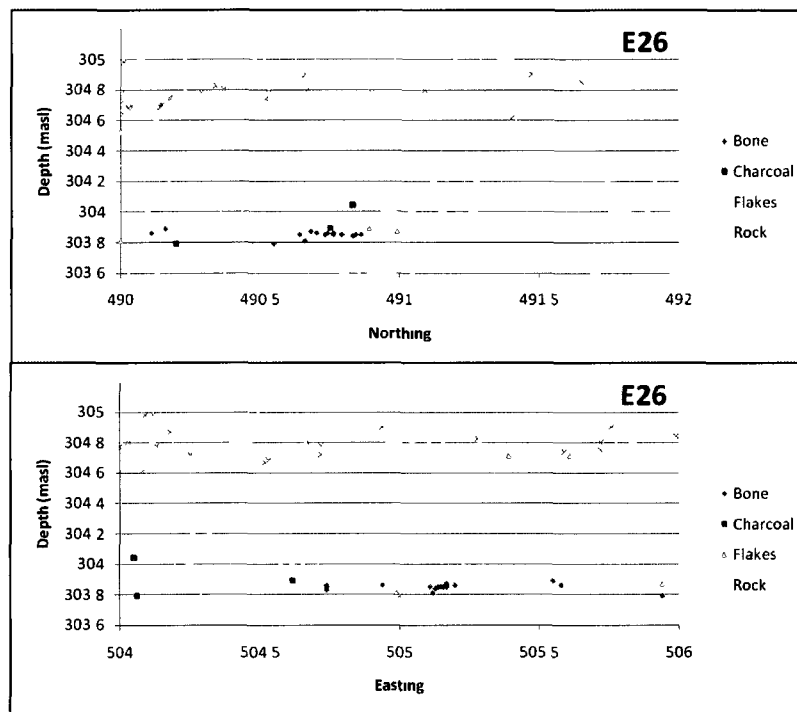 E26
Depth (masl)
305
304 8
304 6
304 4
304 2
304
303 8
303 6
490
490 5
491
491 5
492
Northing
Bone
Charcoal
Flakes
Rock
E26
Depth (masl)
305
304 8
304 6
304 4
304 2
304
303 8
303 6
504
504 5
505
505 5
506
Easting
Bone
Charcoal
Flakes
Rock